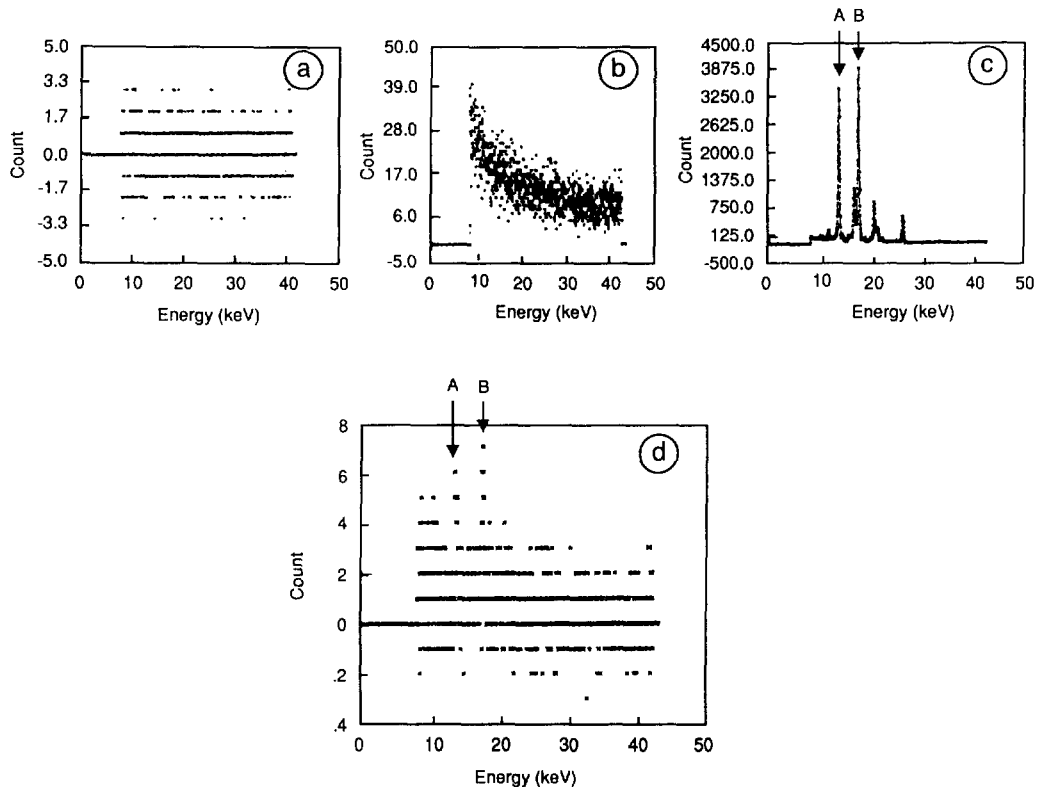 A B
5.0
3.3
1.7
0.0
-1.7
-3.3
-5.0
Count
0 10 20 30 40 50
Energy (keV)
a
50.0
39.0
28.0
17.0
6.0
-5.0
Count
0 10 20 30 40 50
Energy (keV)
b
4500.0
3875.0
3250.0
2625.0
2000.0
1375.0
750.0
125.0
-500.0
Count
0 10 20 30 40 50
Energy (keV)
c
A B
8
6
4
2
0
.2
.4
Count
0 10 20 30 40 50
Energy (keV)
d